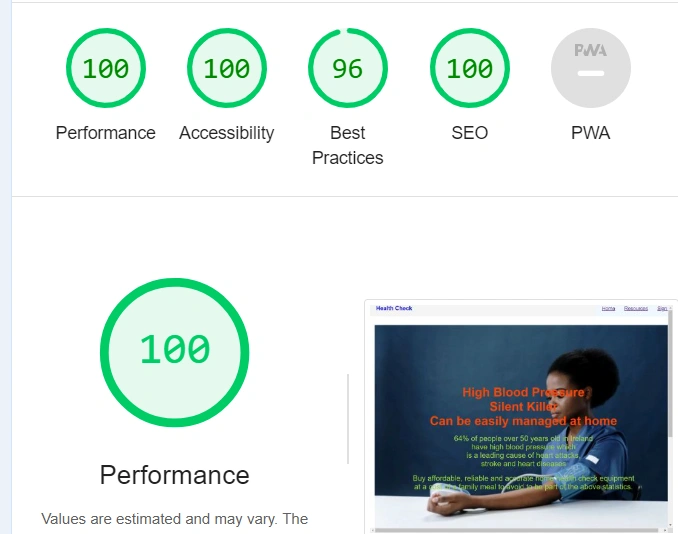 100
100
96
100
PWA
Performance
Accessibility
Best
Practices
SEO
PWA
100
Performance
Values are estimated and may vary. The
Health Check
Home Resources Sign
High Blood Pressure
Silent Killer
Can be easily managed at home
64% of people over 50 years old in Ireland
have high blood pressure which
is a leading cause of heart attacks,
stroke and heart diseases
Buy affordable, reliable and accurate home health check equipment
at a family meal to avoid to be part of the above statistics.